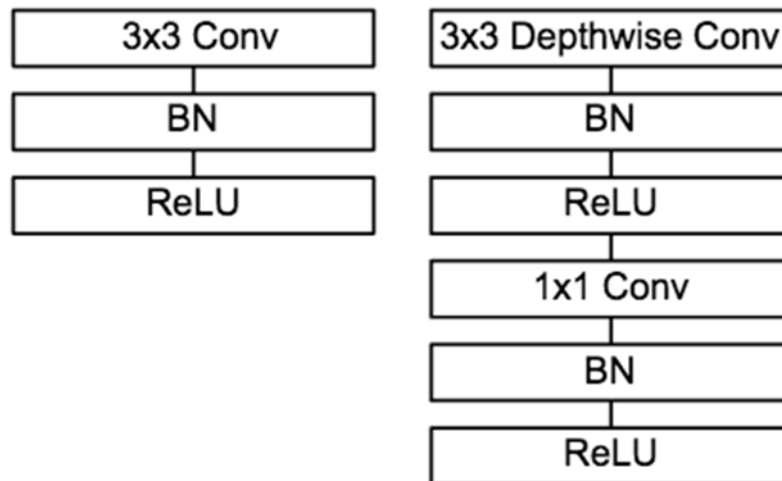 3x3 Conv
BN
ReLU
3x3 Depthwise Conv
BN
ReLU
1x1 Conv
BN
ReLU